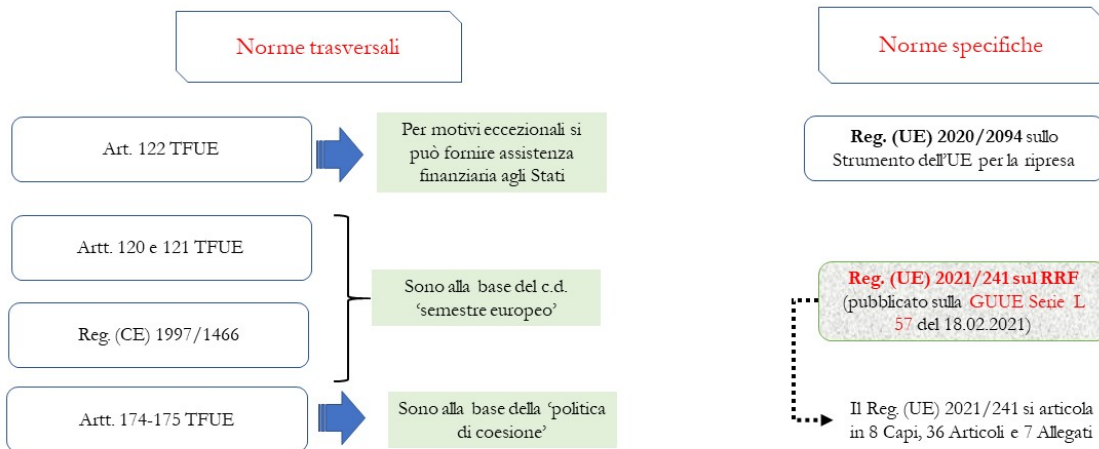 Norme trasversali
Art. 122 TFUE
Per motivi eccezionali si
può fornire assistenza
finanziaria agli Stati
Artt. 120 e 121 TFUE
Reg. (CE) 1997/1466
Sono alla base del c.d.
‘semestre europeo’
Artt. 174-175 TFUE
Sono alla base della ‘politica
di coesione’
Norme specifiche
Reg. (UE) 2020/2094 sullo
Strumento dell’UE per la ripresa
Reg. (UE) 2021/241 sul RRF
(pubblicato sulla GUUE Serie L
57 del 18.02.2021)
Il Reg. (UE) 2021/241 si articola
in 8 Capi, 36 Articoli e 7 Allegati